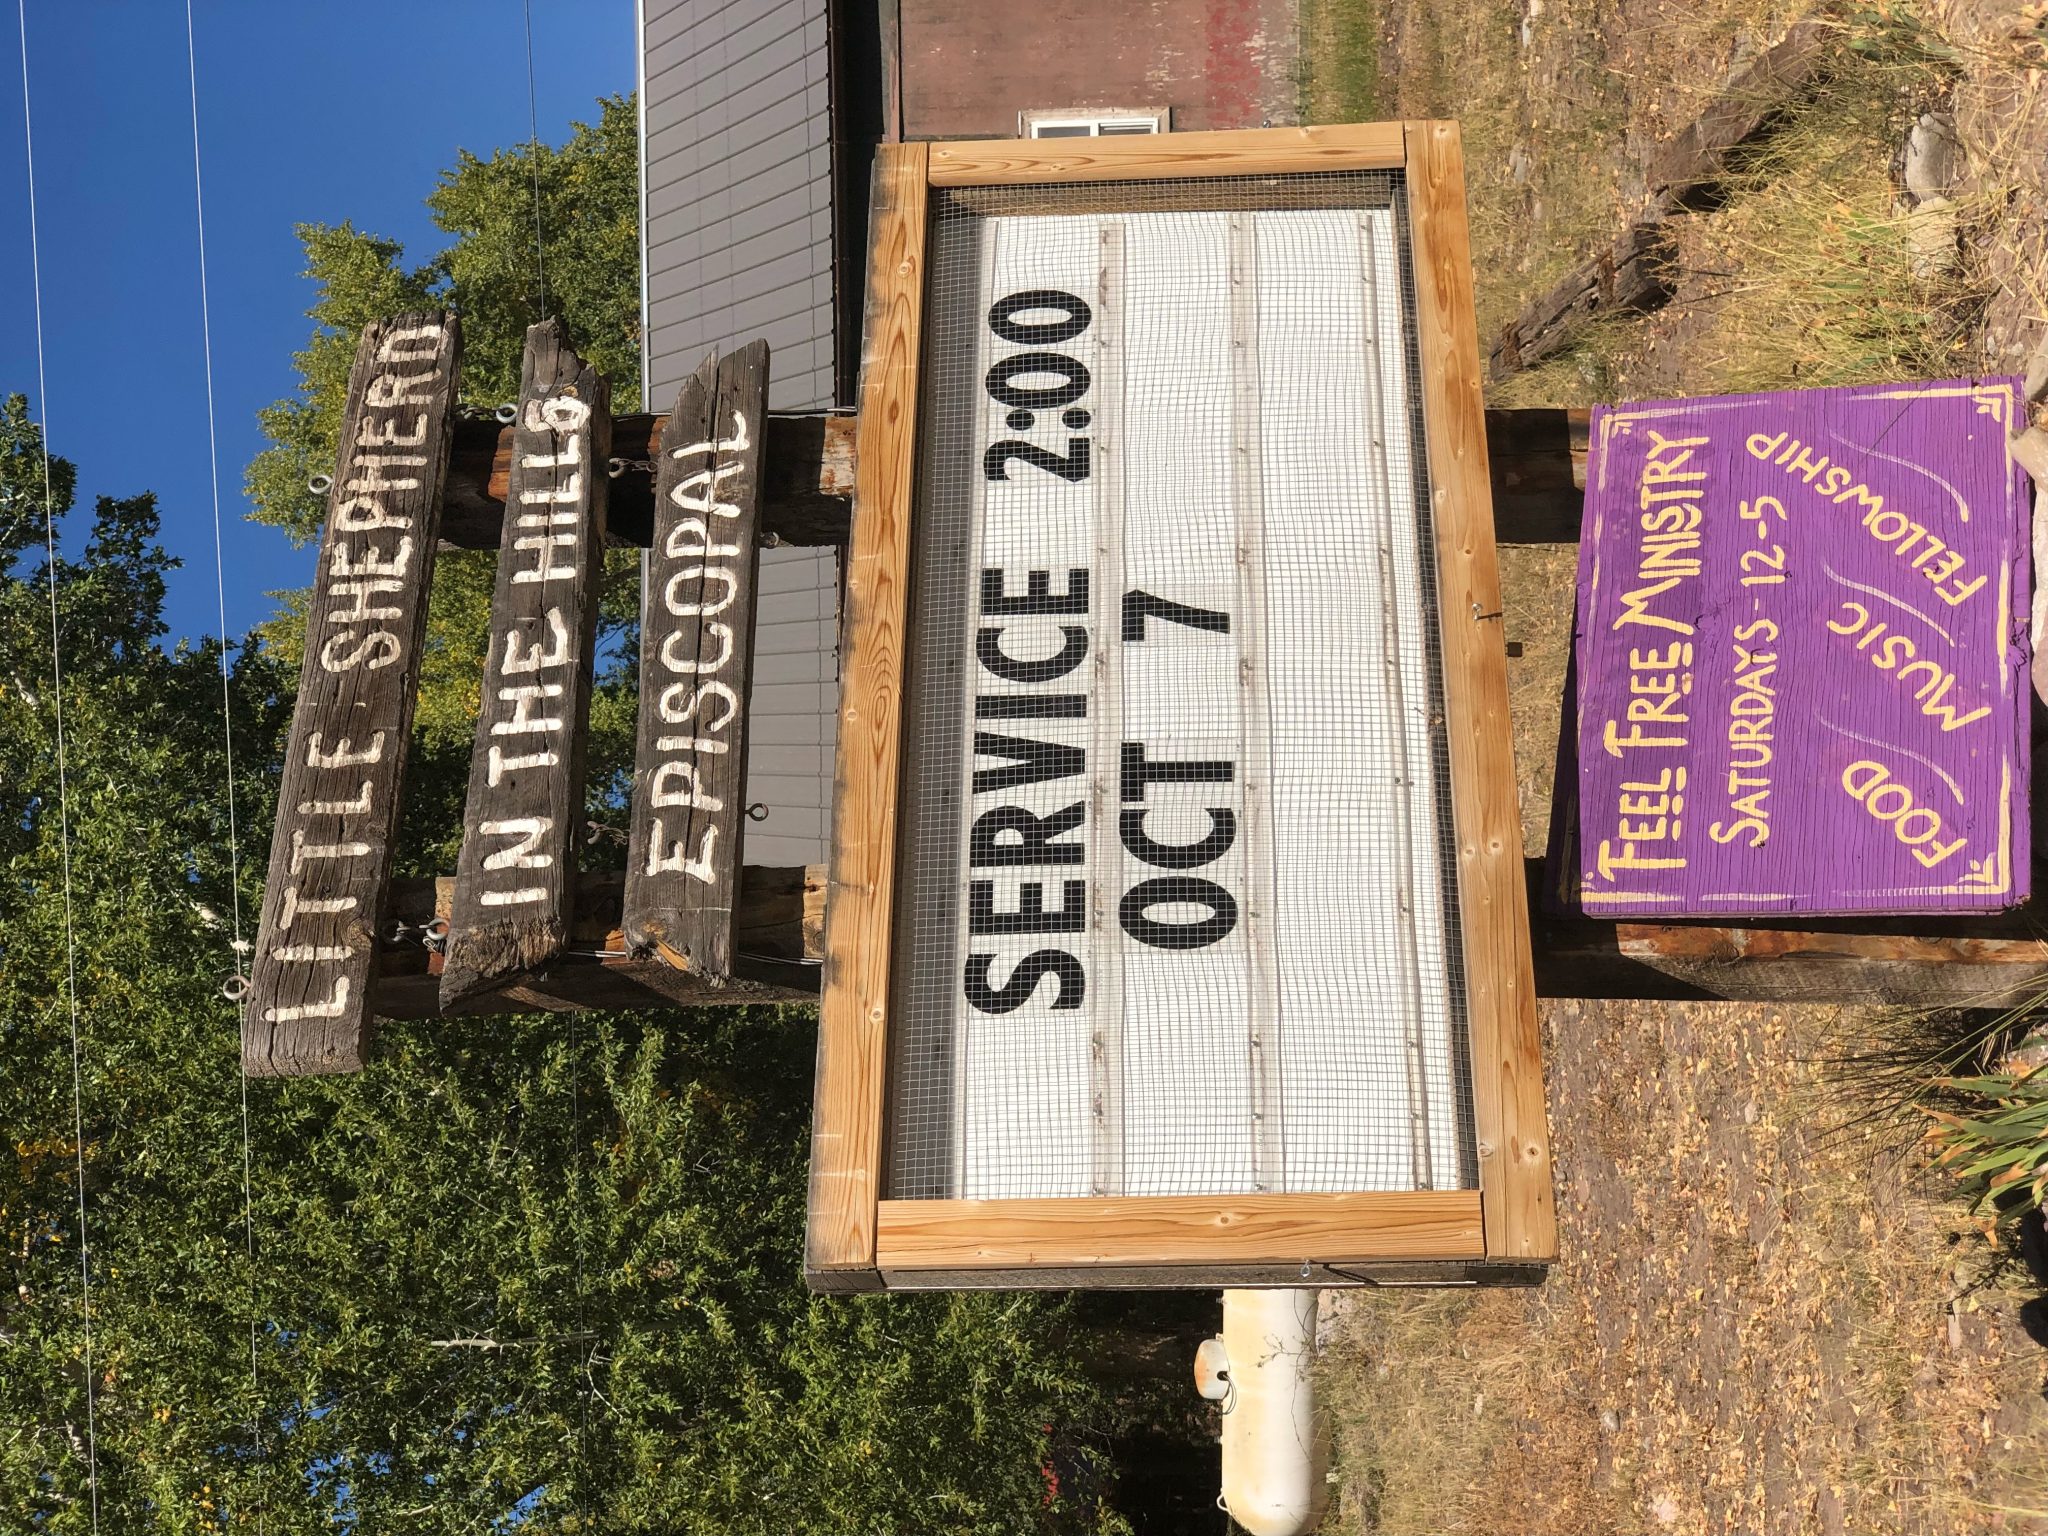 LITTLE SHEPHERD
IN THE HILLS
EPISCOPAL
SERVICE 2:00
OCT 7
FEEL FREE MINISTRY
SATURDAYS - 12-5
FOOD
MUSIC
FELLOWSHIP